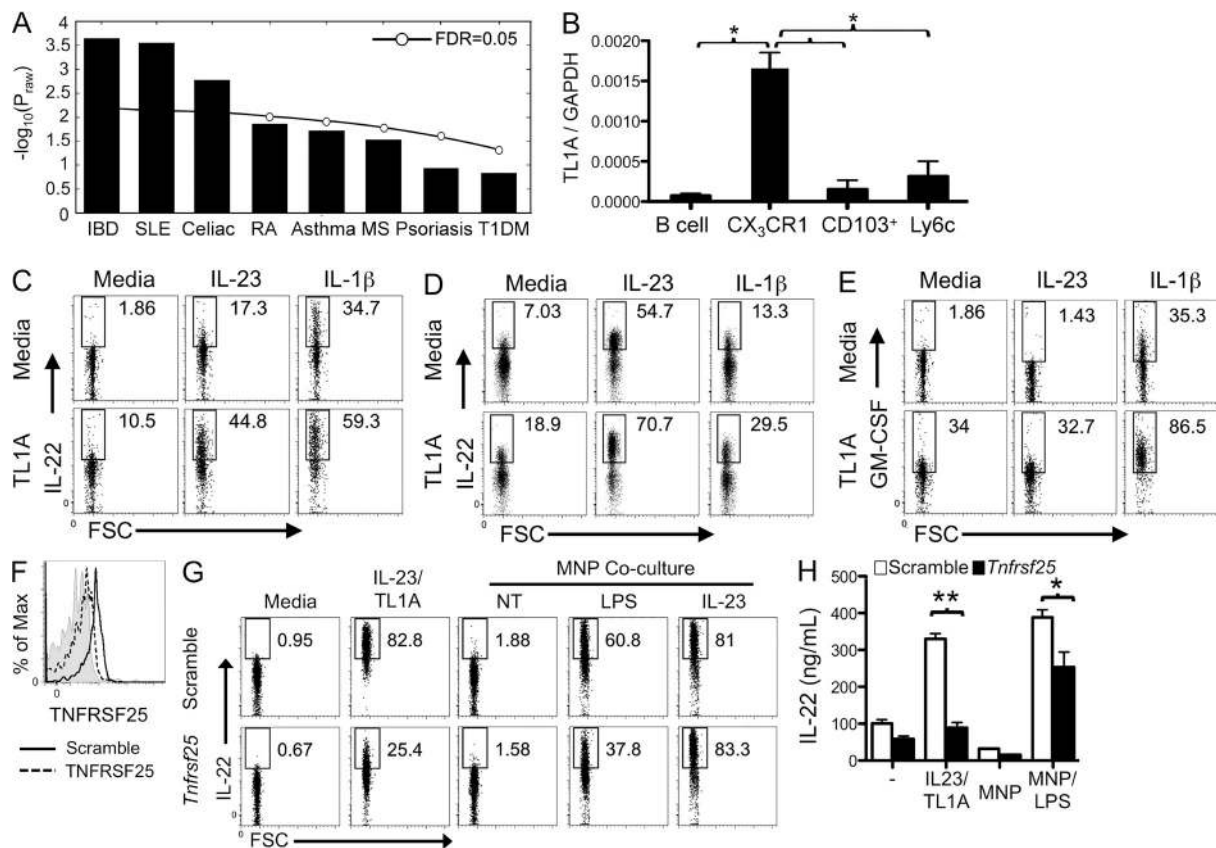 A
-log10(Praw)
4
3.5
3
2.5
2
1.5
1
0.5
0
FDR=0.05
IBD SLE Celiac RA Asthma MS Psoriasis T1DM
B
TL1A / GAPDH
0.0020
0.0015
0.0010
0.0005
0.0000
* *
B cell CX3CR1 CD103+ Ly6c
C
Media IL-23 IL-1β
Media
1.86 17.3 34.7
TL1A
10.5 44.8 59.3
IL-22
0
FSC
D
Media IL-23 IL-1β
Media
7.03 54.7 13.3
TL1A
18.9 70.7 29.5
IL-22
0
FSC
E
Media IL-23 IL-1β
Media
1.86 1.43 35.3
TL1A
34 32.7 86.5
GM-CSF
0
FSC
F
% of Max
0
0
TNFRSF25
Scramble
TNFRSF25
G
MNP Co-culture
Media IL-23/TL1A NT LPS IL-23
Scramble
0.95 82.8 1.88 60.8 81
Tnfrsf25
0.67 25.4 1.58 37.8 83.3
IL-22
0
FSC
H
Scramble Tnfrsf25
IL-22 (ng/mL)
500
400
300
200
100
0
** *
- IL23/TL1A MNP MNP/LPS